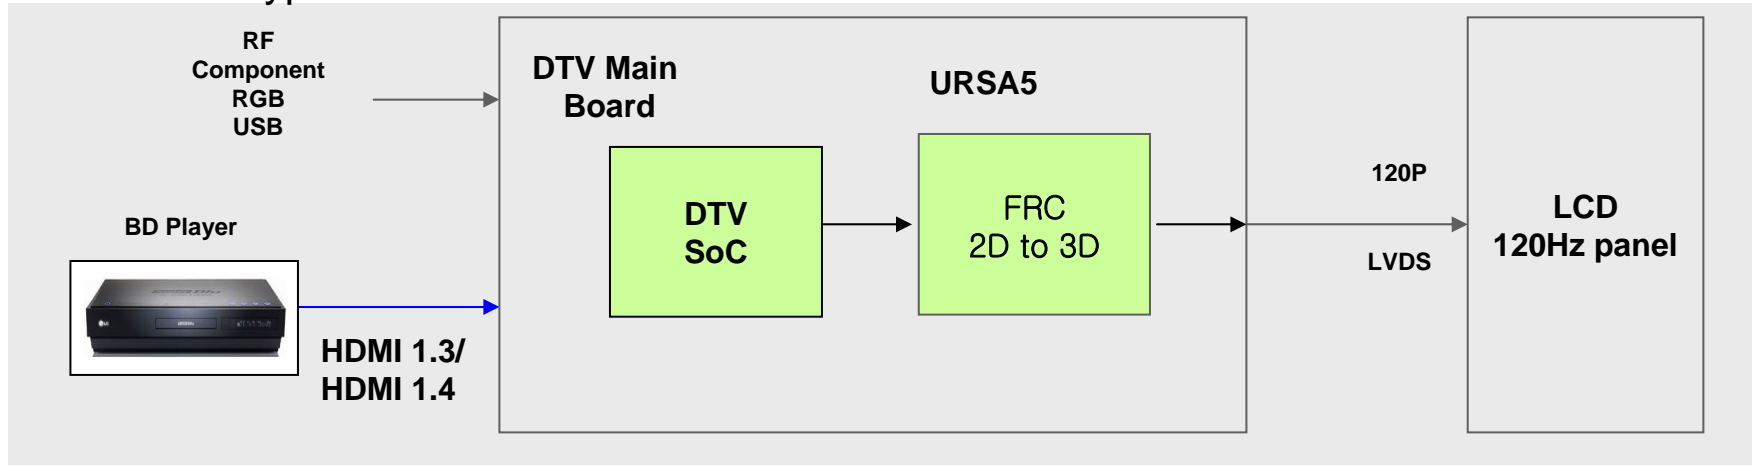 RF
Component
RGB
USB
BD Player
HDMI 1.3/
HDMI 1.4
DTV Main
Board
DTV
SoC
URSA5
FRC
2D to 3D
120P
LVDS
LCD
120Hz panel